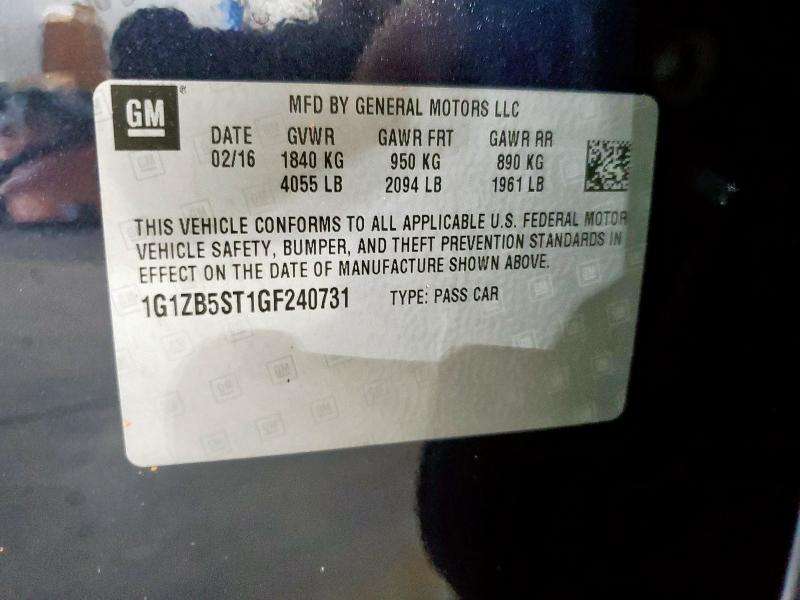 GM ®
MFD BY GENERAL MOTORS LLC
DATE GVWR GAWR FRT GAWR RR
02/16 1840 KG 950 KG 890 KG
4055 LB 2094 LB 1961 LB
THIS VEHICLE CONFORMS TO ALL APPLICABLE U.S. FEDERAL MOTOR
VEHICLE SAFETY, BUMPER, AND THEFT PREVENTION STANDARDS IN
EFFECT ON THE DATE OF MANUFACTURE SHOWN ABOVE.
1G1ZB5ST1GF240731 TYPE: PASS CAR